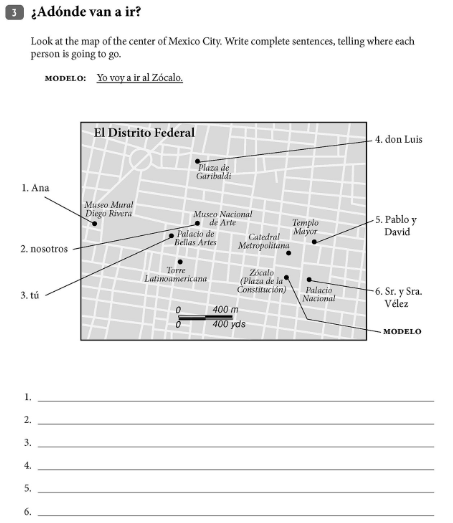 3 ¿Adónde van a ir?
Look at the map of the center of Mexico City. Write complete sentences, telling where each
person is going to go.
MODELO: Yo voy a ir al Zócalo.
El Distrito Federal
4. don Luis
Plaza de
Garibaldi
1. Ana
Museo Mural
Diego Rivera
Museo Nacional
de Arte
Templo
Mayor
5. Pablo y
David
2. nosotros
Palacio de
Bellas Artes
Catedral
Metropolitana
Torre
Latinoamericana
Zócalo
(Plaza de la
Constitución)
Palacio
Nacional
6. Sr. y Sra.
Vélez
3. tú
0 400 m
0 400 yds
MODELO
1.
2.
3.
4.
5.
6.